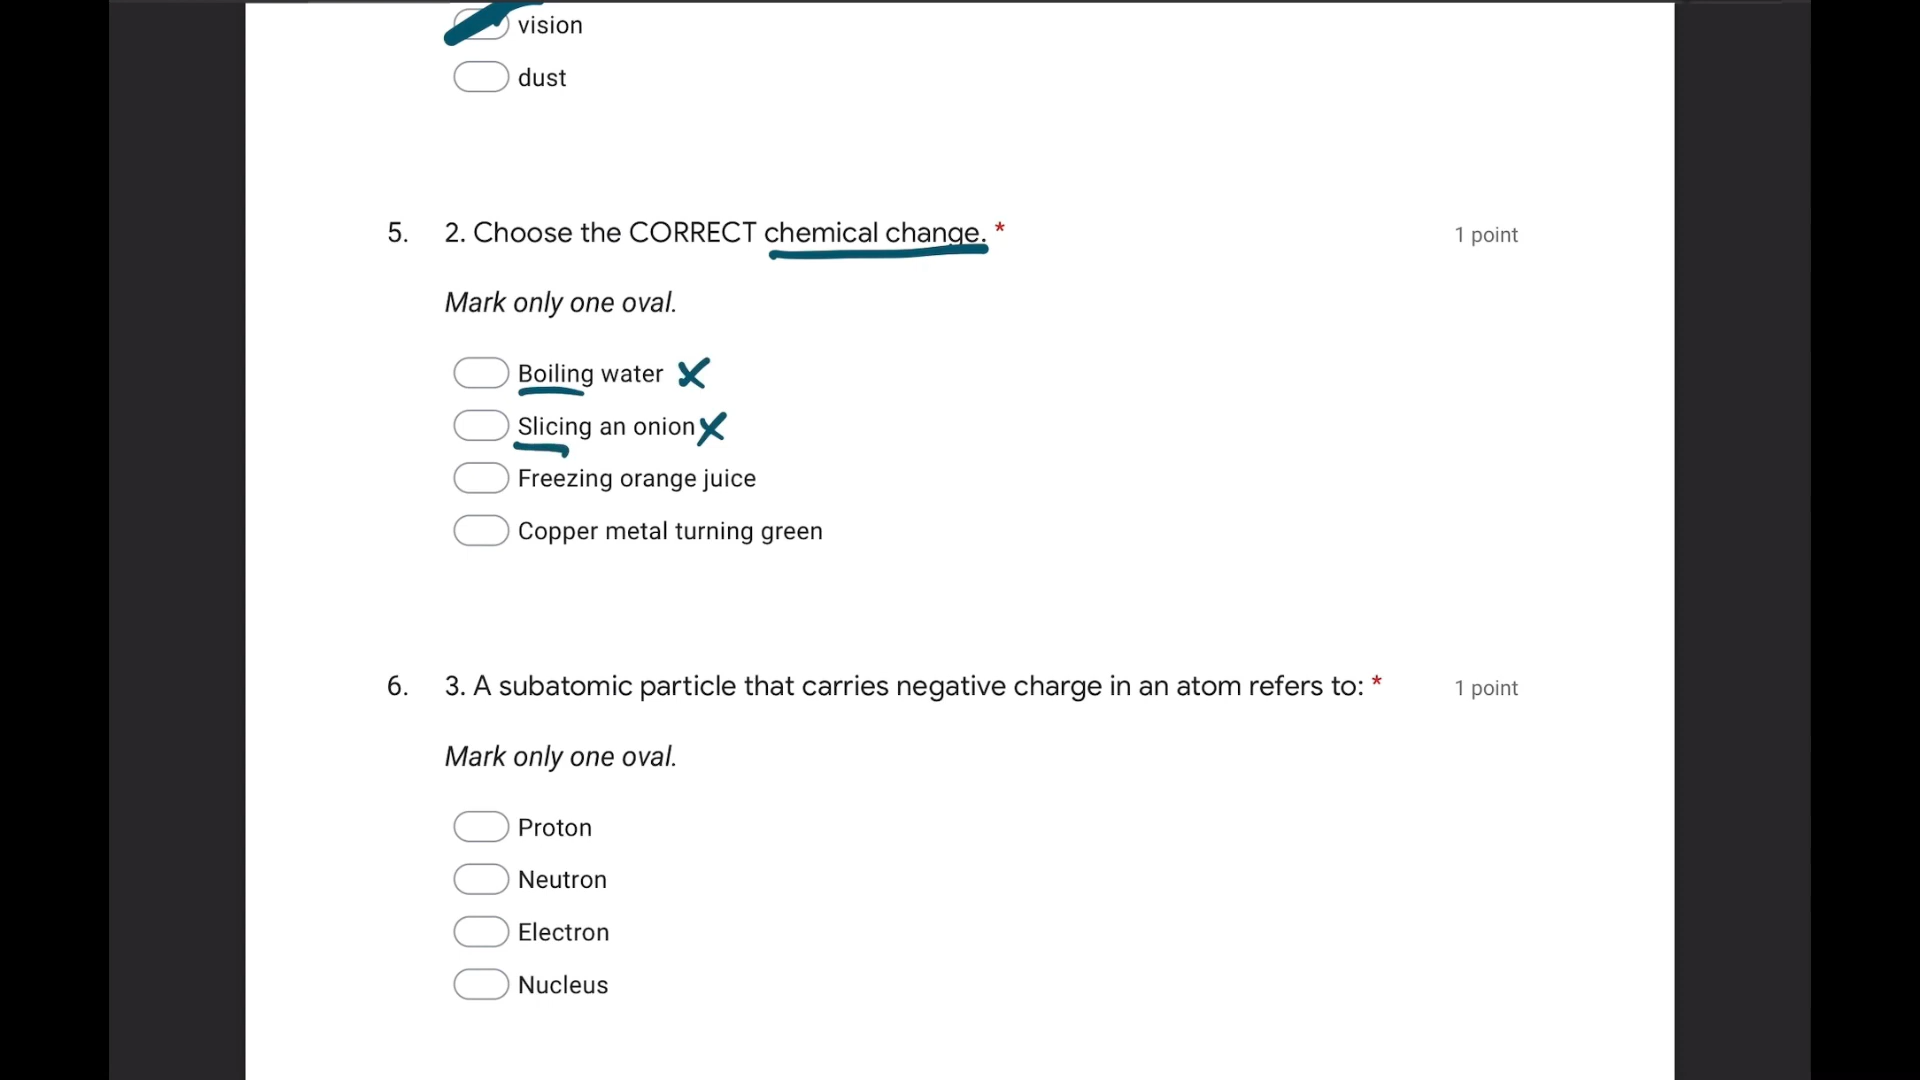 vision
dust
5. 2. Choose the CORRECT chemical change. * 1 point
Mark only one oval.
Boiling water
Slicing an onion
Freezing orange juice
Copper metal turning green
6. 3. A subatomic particle that carries negative charge in an atom refers to: * 1 point
Mark only one oval.
Proton
Neutron
Electron
Nucleus